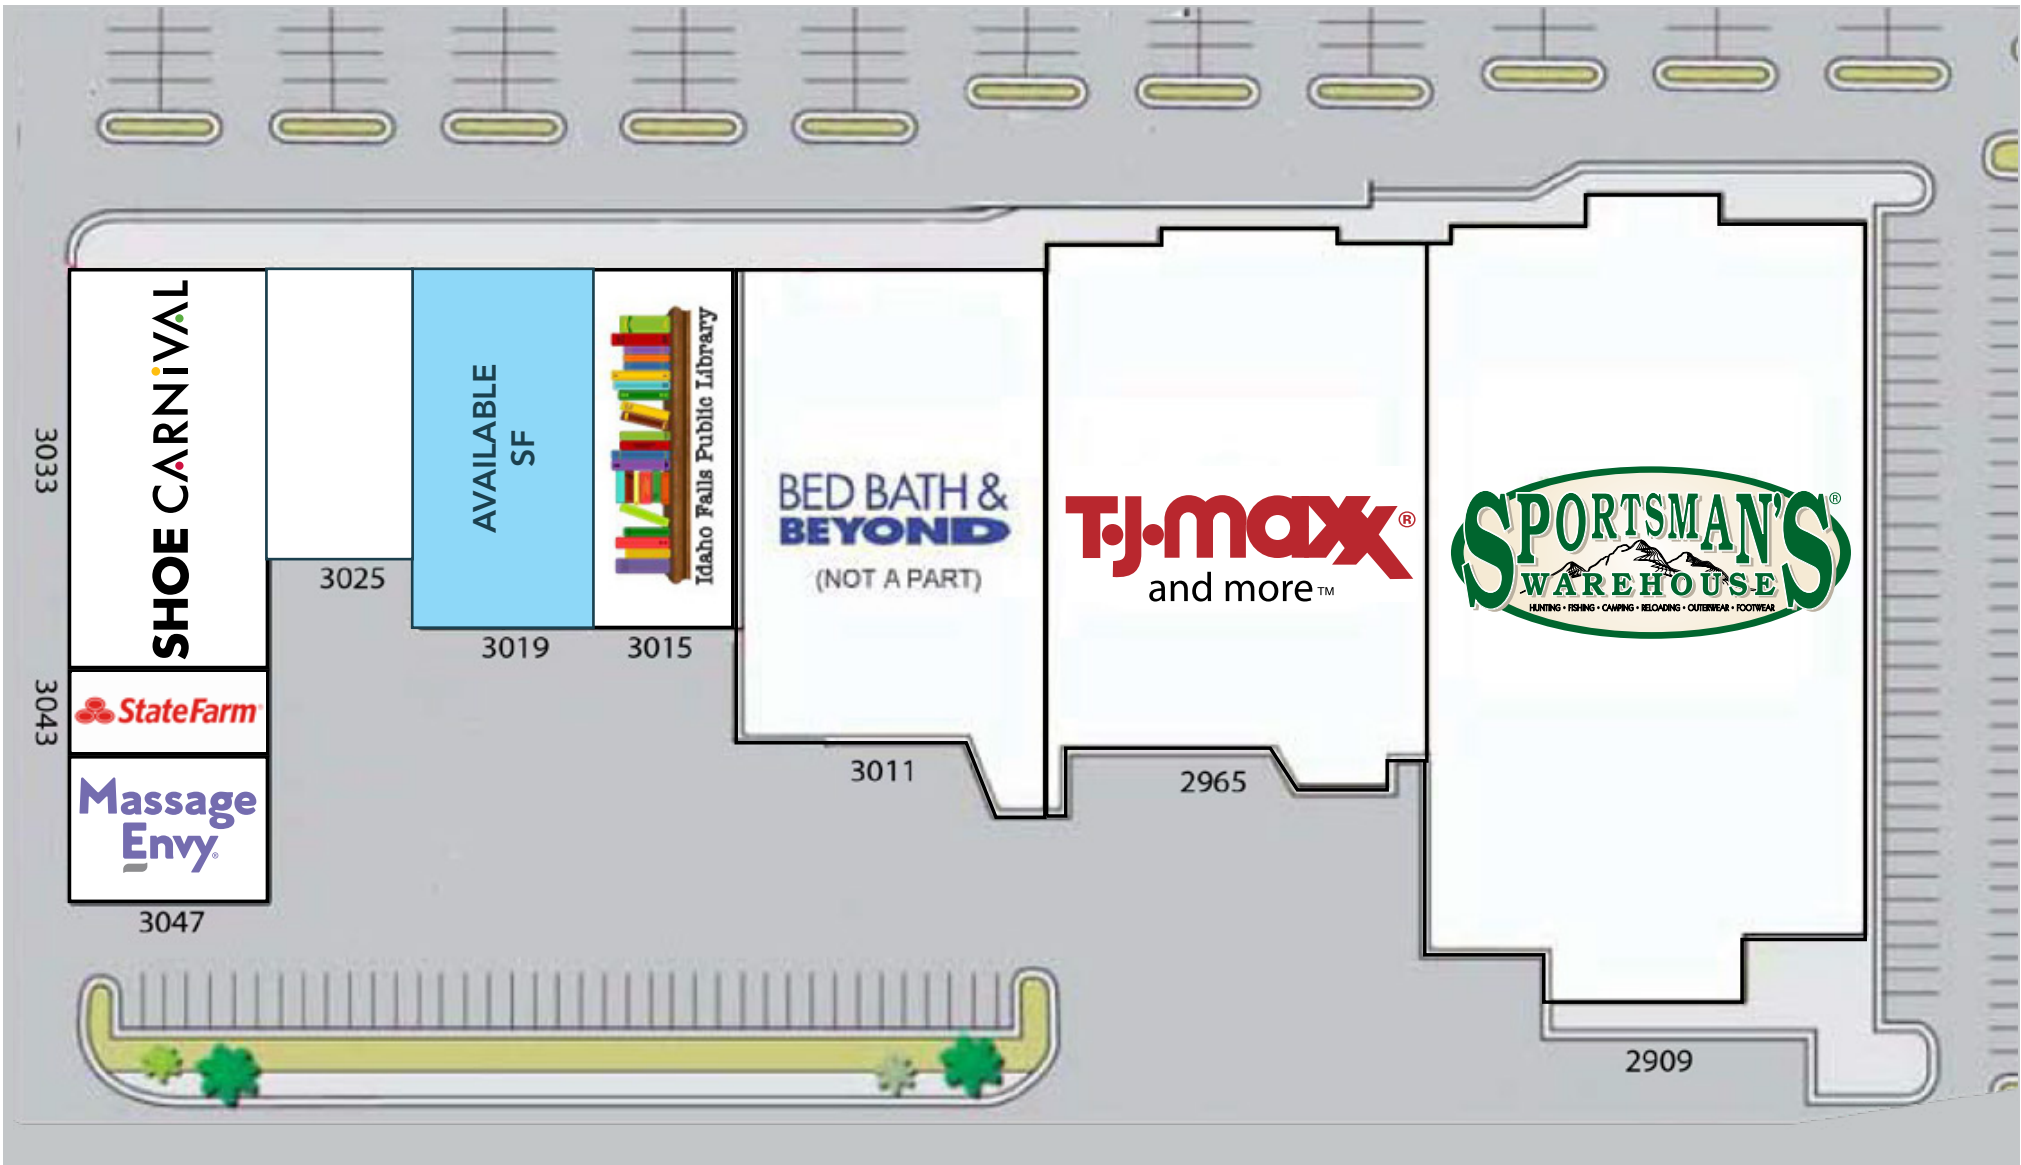 3033
SHOE CARNiVAL
3043
StateFarm
Massage
Envy®
3047
3025
AVAILABLE
SF
3019
Idaho Falls Public Library
3015
BED BATH &
BEYOND
(NOT A PART)
3011
T·J·maxx®
and more™
2965
SPORTSMAN'S®
WAREHOUSE
HUNTING • FISHING • CAMPING • RELOADING • OUTERWEAR • FOOTWEAR
2909